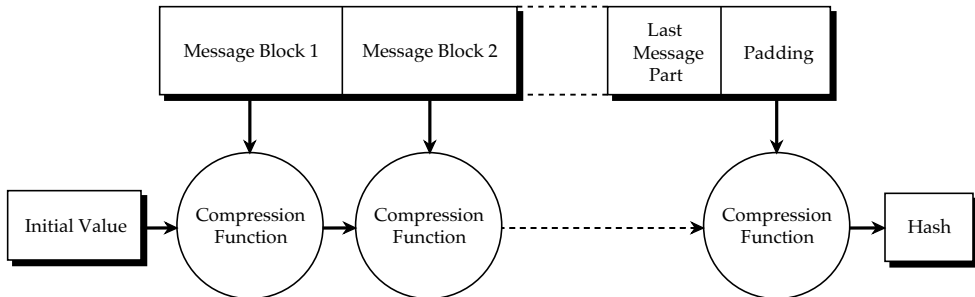 Message Block 1
Message Block 2
Last
Message
Part
Padding
Initial Value
Compression
Function
Compression
Function
Compression
Function
Hash